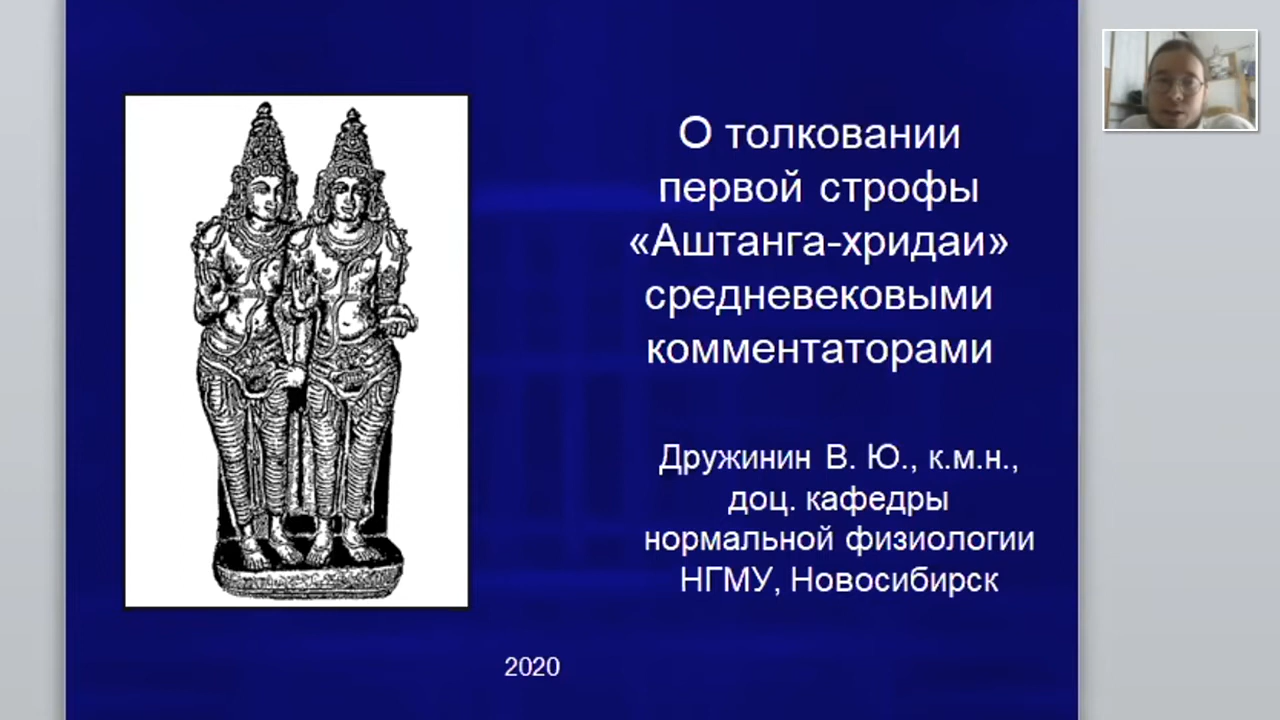 О толковании
первой строфы
«Аштанга-хридаи»
средневековыми
комментаторами
Дружинин В. Ю., к.м.н.,
доц. кафедры
нормальной физиологии
НГМУ, Новосибирск
2020